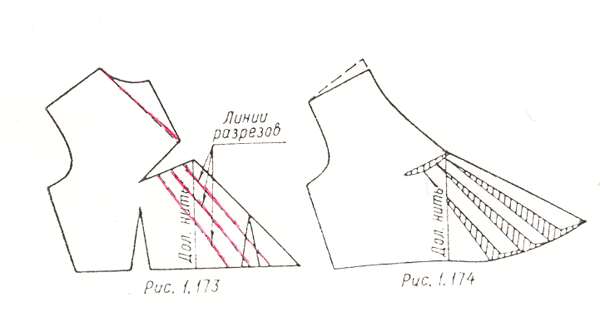 Линии
разрезов
Дол. нить
Дол. нить
Рис. 1.173
Рис. 1.174